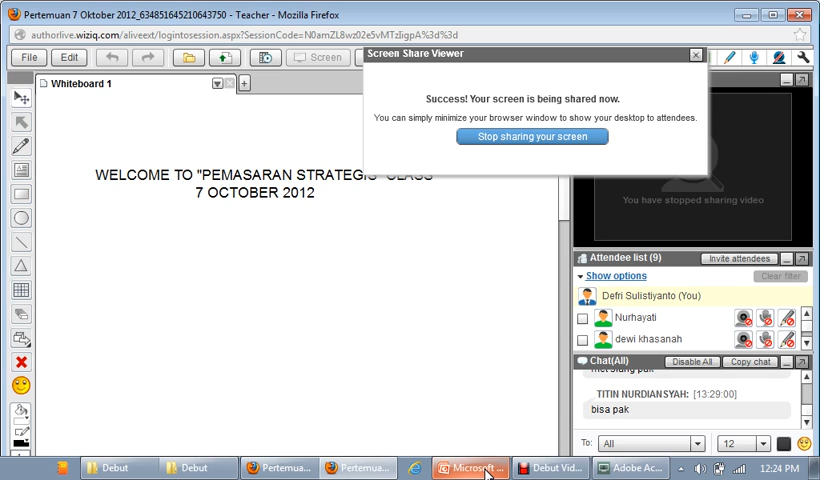 Pertemuan 7 Oktober 2012_634851645210643750 - Teacher - Mozilla Firefox
authorlive.wiziq.com/aliveext/logintosession.aspx?SessionCode=N0amZL8wz02e5vMTzIigpA%3d%3d
File Edit Screen
Screen Share Viewer
Whiteboard 1
Success! Your screen is being shared now.
You can simply minimize your browser window to show your desktop to attendees.
Stop sharing your screen
WELCOME TO "PEMASARAN STRATEGIS" CLASS
7 OCTOBER 2012
You have stopped sharing video
Attendee list (9) Invite attendees
Show options Clear filter
Defri Sulistiyanto (You)
Nurhayati
dewi khasanah
Chat(All) Disable All Copy chat
TITIN NURDIANSYAH: [13:29:00]
bisa pak
To: All 12
Debut Debut Pertemua... Pertemua... Microsoft ... Debut Vid... Adobe Ac... 12:24 PM